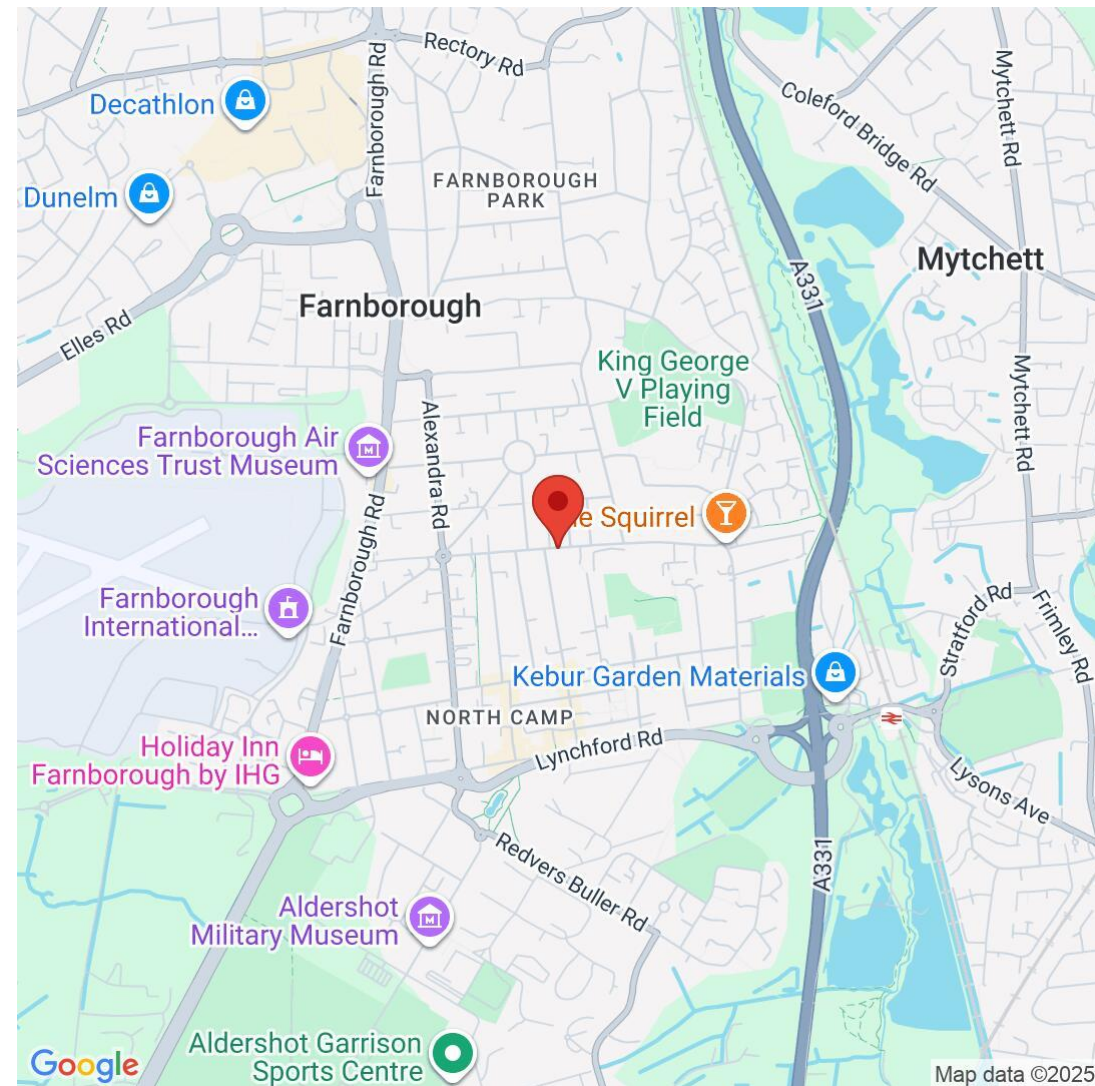 Rectory Rd
Farnborough Rd
Decathlon
Coleford Bridge Rd
Mytchett Rd
Dunelm
FARNBOROUGH
PARK
Mytchett
A331
Farnborough
Elles Rd
King George
V Playing
Field
Mytchett Rd
Alexandra Rd
Farnborough Air
Sciences Trust Museum
e Squirrel
Farnborough Rd
Farnborough
International...
Stratford Rd
Frimley Rd
Kebur Garden Materials
NORTH CAMP
Lynchford Rd
Holiday Inn
Farnborough by IHG
Lysons Ave
Redvers Buller Rd
A331
Aldershot
Military Museum
Aldershot Garrison
Sports Centre
Google
Map data ©2025